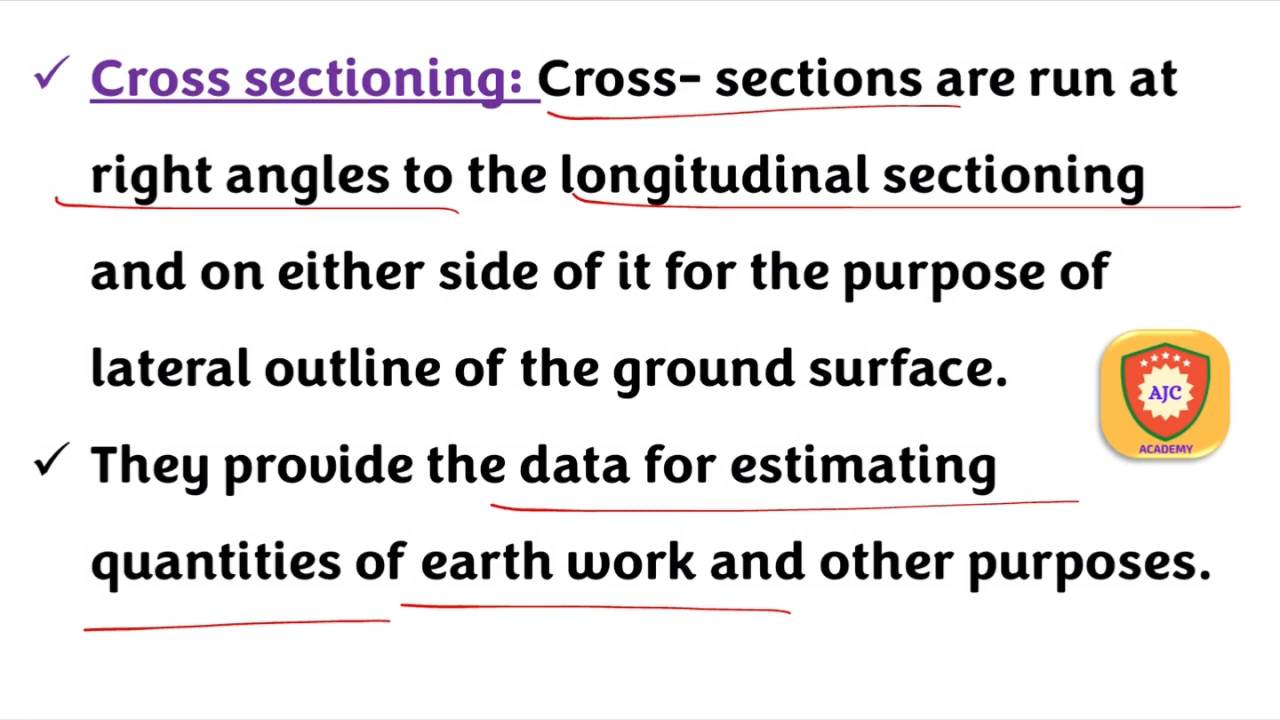 ✓ Cross sectioning: Cross- sections are run at
right angles to the longitudinal sectioning
and on either side of it for the purpose of
lateral outline of the ground surface.
AJC
ACADEMY
✓ They provide the data for estimating
quantities of earth work and other purposes.